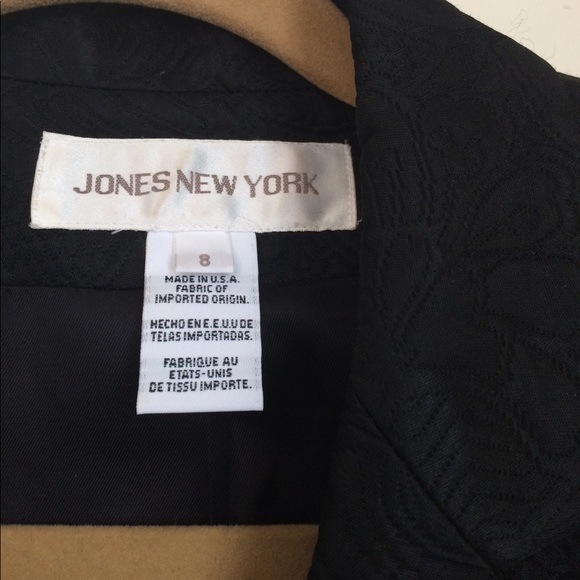 JONES NEW YORK
8
MADE IN U.S.A.
FABRIC OF
IMPORTED ORIGIN.
HECHO EN E.E.U.U DE
TELAS IMPORTADAS.
FABRIQUE AU
ETATS-UNIS
DE TISSU IMPORTE.